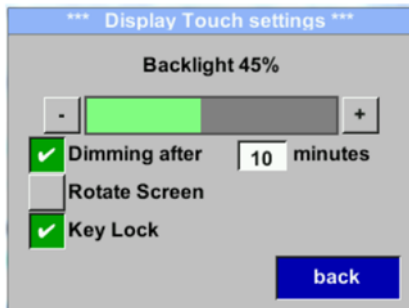 *** Display Touch settings ***
Backlight 45%
- +
Dimming after 10 minutes
Rotate Screen
Key Lock
back